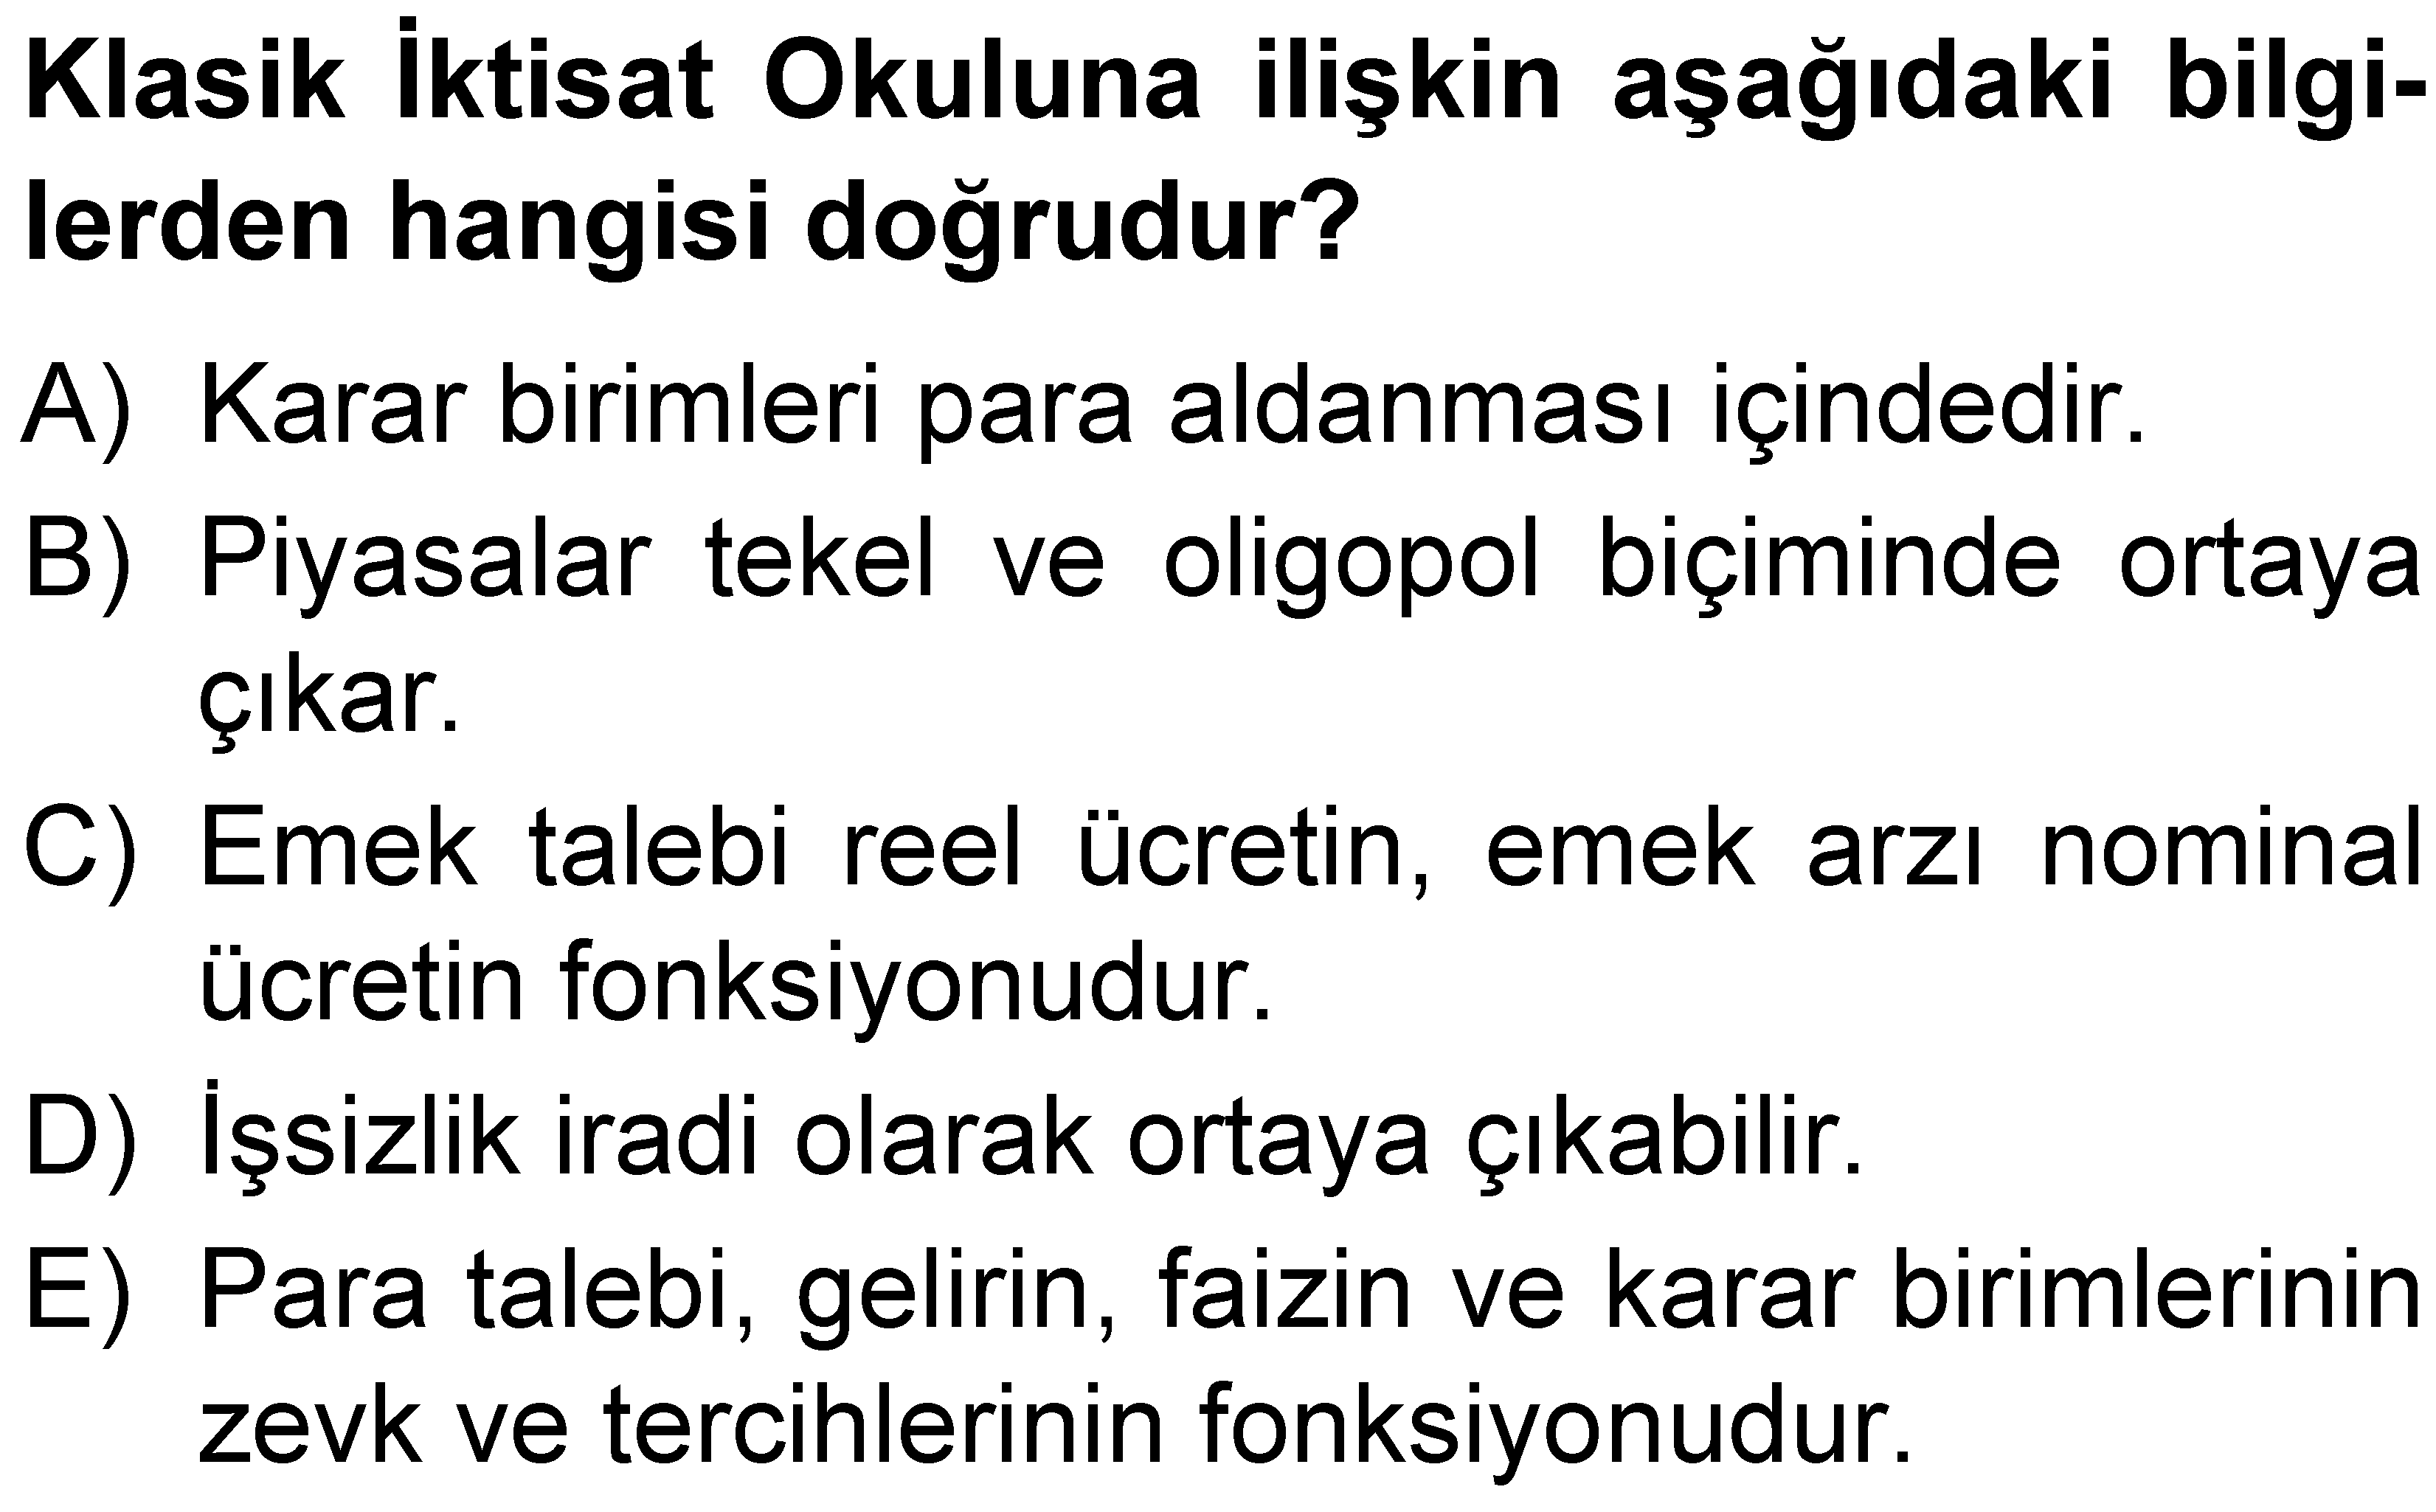 Klasik İktisat Okuluna ilişkin aşağıdaki bilgi-
lerden hangisi doğrudur?
A) Karar birimleri para aldanması içindedir.
B) Piyasalar tekel ve oligopol biçiminde ortaya
çıkar.
C) Emek talebi reel ücretin, emek arzı nominal
ücretin fonksiyonudur.
D) İşsizlik iradi olarak ortaya çıkabilir.
E) Para talebi, gelirin, faizin ve karar birimlerinin
zevk ve tercihlerinin fonksiyonudur.